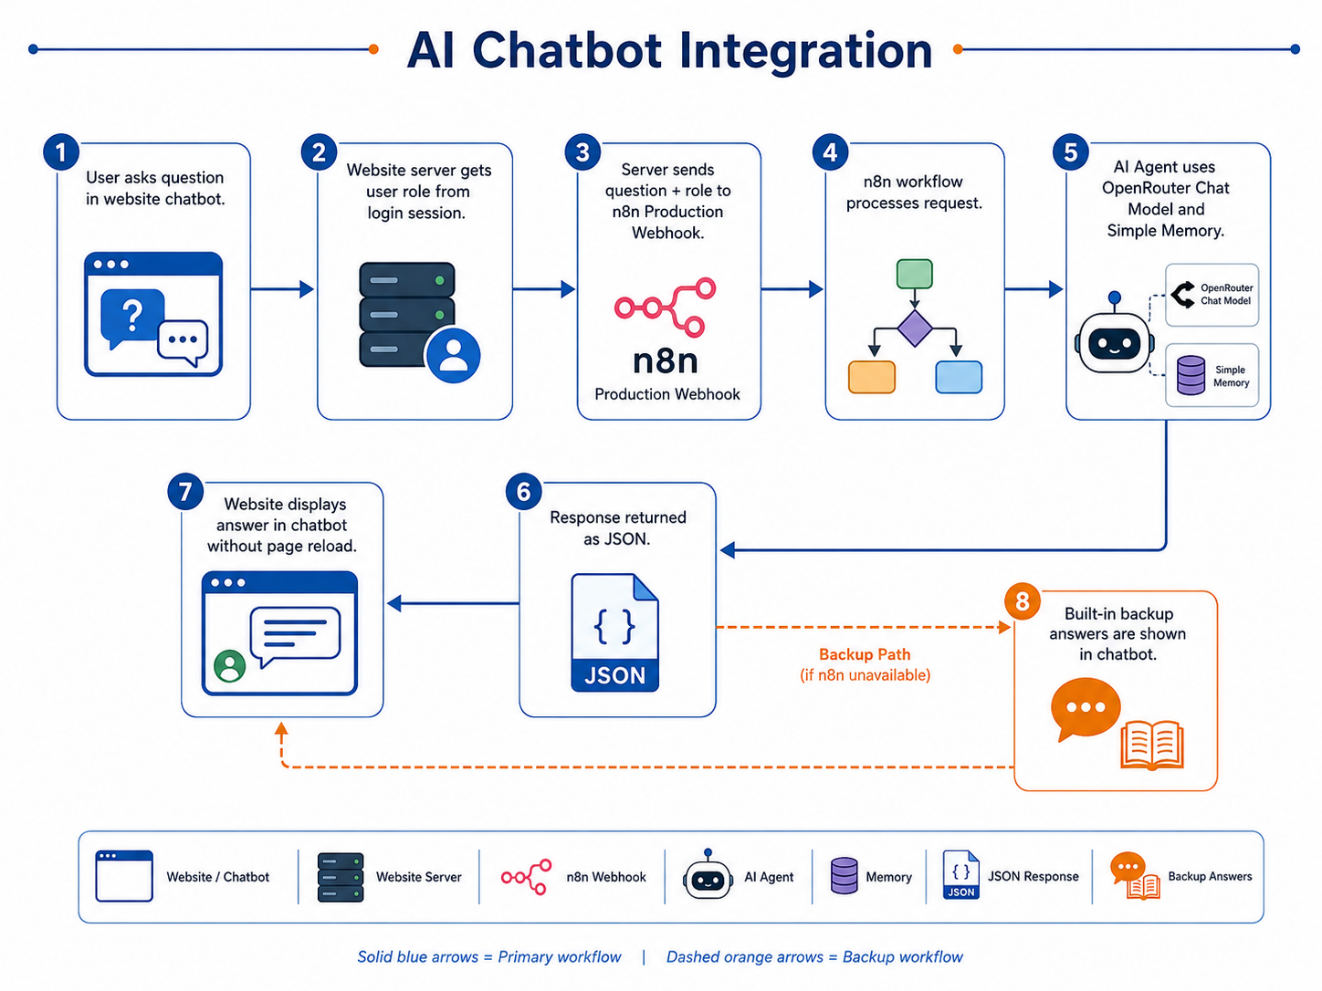 AI Chatbot Integration
1
User asks question
in website chatbot.
?
2
Website server gets
user role from
login session.
3
Server sends
question + role to
n8n Production
Webhook.
n8n
Production Webhook
4
n8n workflow
processes request.
5
AI Agent uses
OpenRouter Chat
Model and
Simple Memory.
OpenRouter
Chat Model
Simple
Memory
6
Response returned
as JSON.
{ }
JSON
7
Website displays
answer in chatbot
without page reload.
Backup Path
(if n8n unavailable)
8
Built-in backup
answers are shown
in chatbot.
Website / Chatbot
Website Server
n8n Webhook
AI Agent
Memory
{ }
JSON
JSON Response
Backup Answers
Solid blue arrows = Primary workflow | Dashed orange arrows = Backup workflow